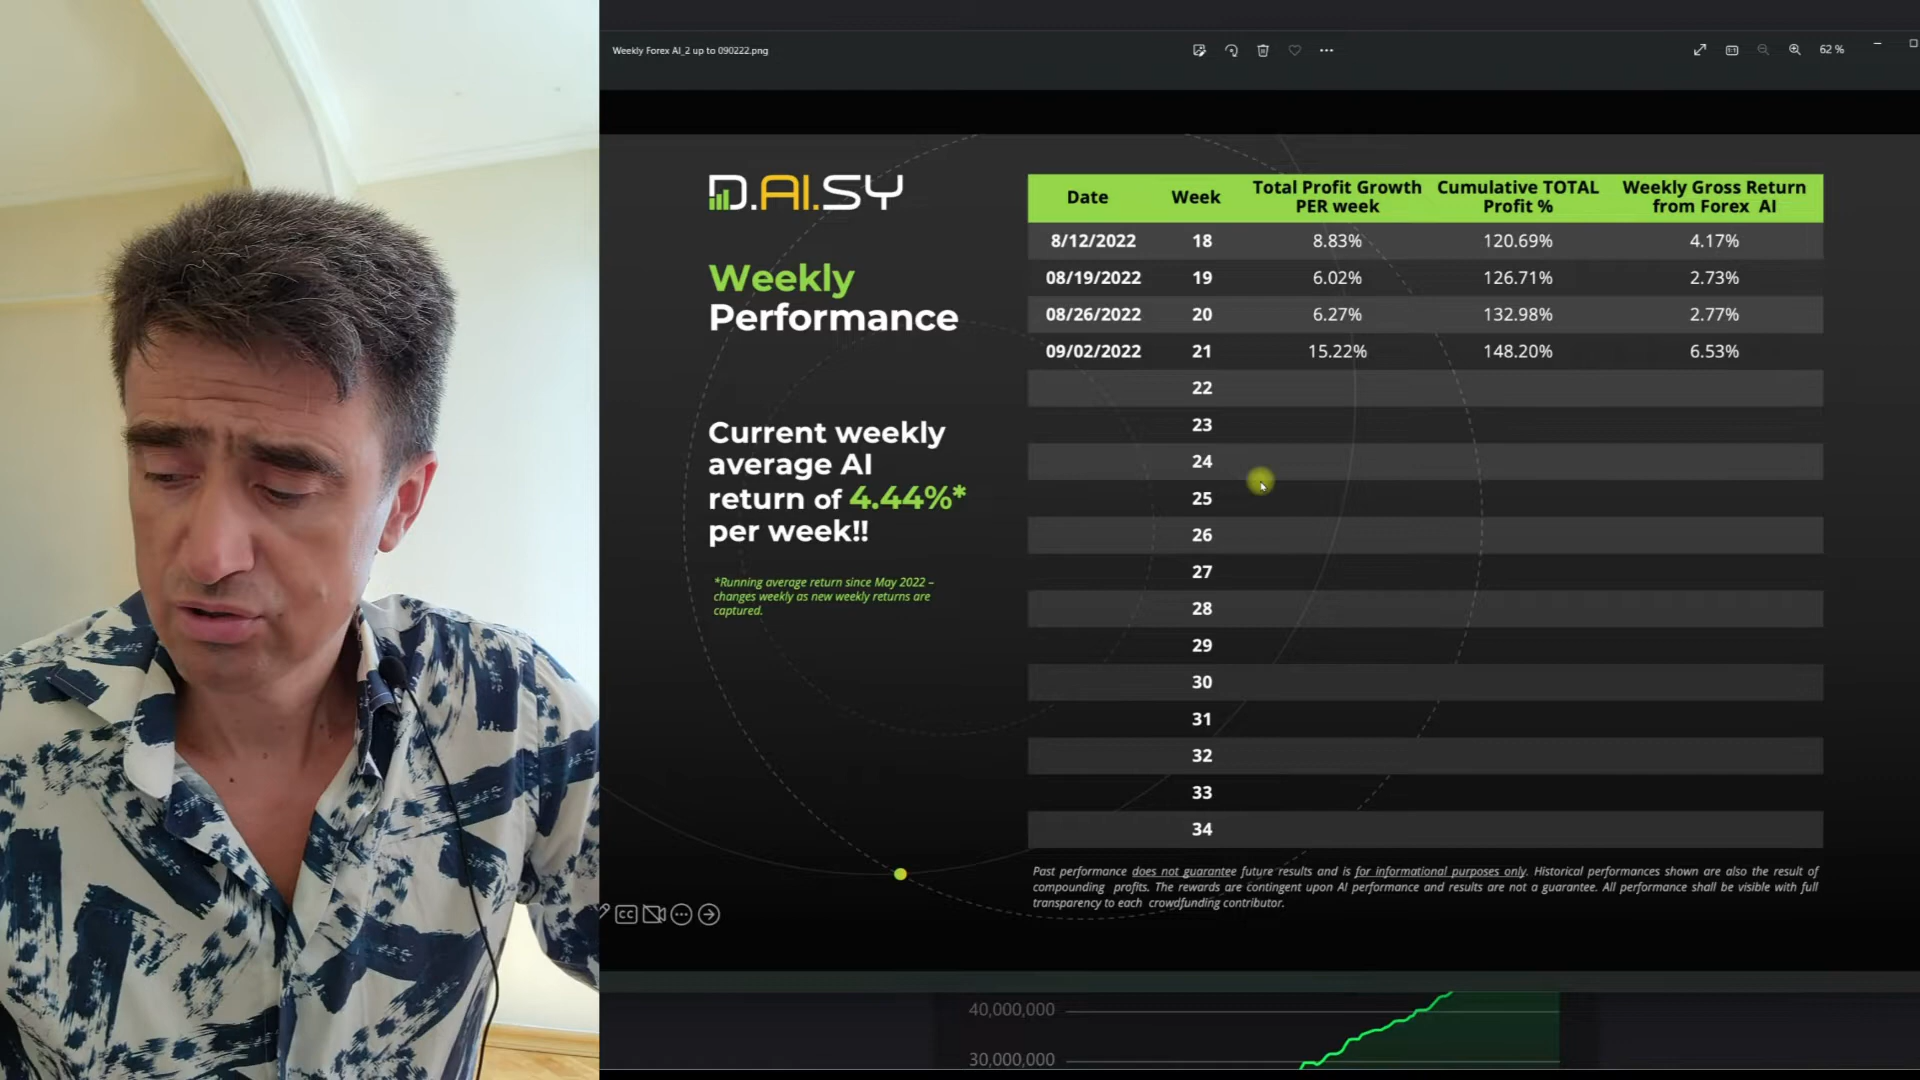 Weekly Forex AI_2 up to 090222.png
62 %
D.AI.SY
Weekly
Performance
Current weekly
average AI
return of 4.44%*
per week!!
*Running average return since May 2022 –
changes weekly as new weekly returns are
captured.
Date Week Total Profit Growth PER week Cumulative TOTAL Profit % Weekly Gross Return from Forex AI
8/12/2022 18 8.83% 120.69% 4.17%
08/19/2022 19 6.02% 126.71% 2.73%
08/26/2022 20 6.27% 132.98% 2.77%
09/02/2022 21 15.22% 148.20% 6.53%
22
23
24
25
26
27
28
29
30
31
32
33
34
Past performance does not guarantee future results and is for informational purposes only. Historical performances shown are also the result of
compounding profits. The rewards are contingent upon AI performance and results are not a guarantee. All performance shall be visible with full
transparency to each crowdfunding contributor.
CC
40,000,000
30,000,000